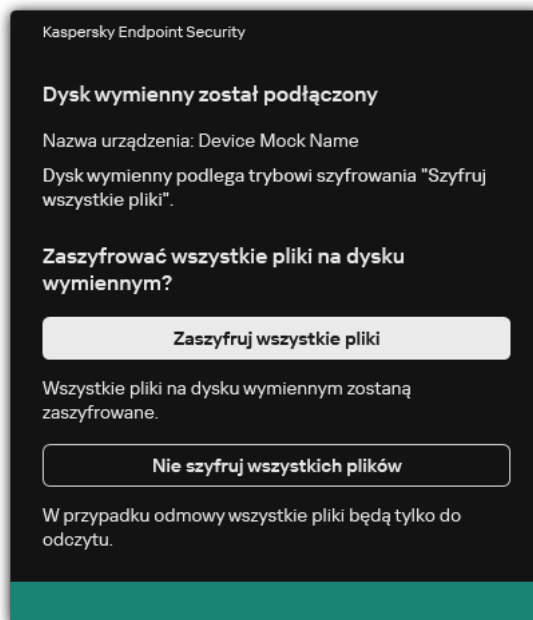 Kaspersky Endpoint Security
Dysk wymienny został podłączony
Nazwa urządzenia: Device Mock Name
Dysk wymienny podlega trybowi szyfrowania "Szyfruj
wszystkie pliki".
Zaszyfrować wszystkie pliki na dysku
wymiennym?
Zaszyfruj wszystkie pliki
Wszystkie pliki na dysku wymiennym zostaną
zaszyfrowane.
Nie szyfruj wszystkich plików
W przypadku odmowy wszystkie pliki będą tylko do
odczytu.